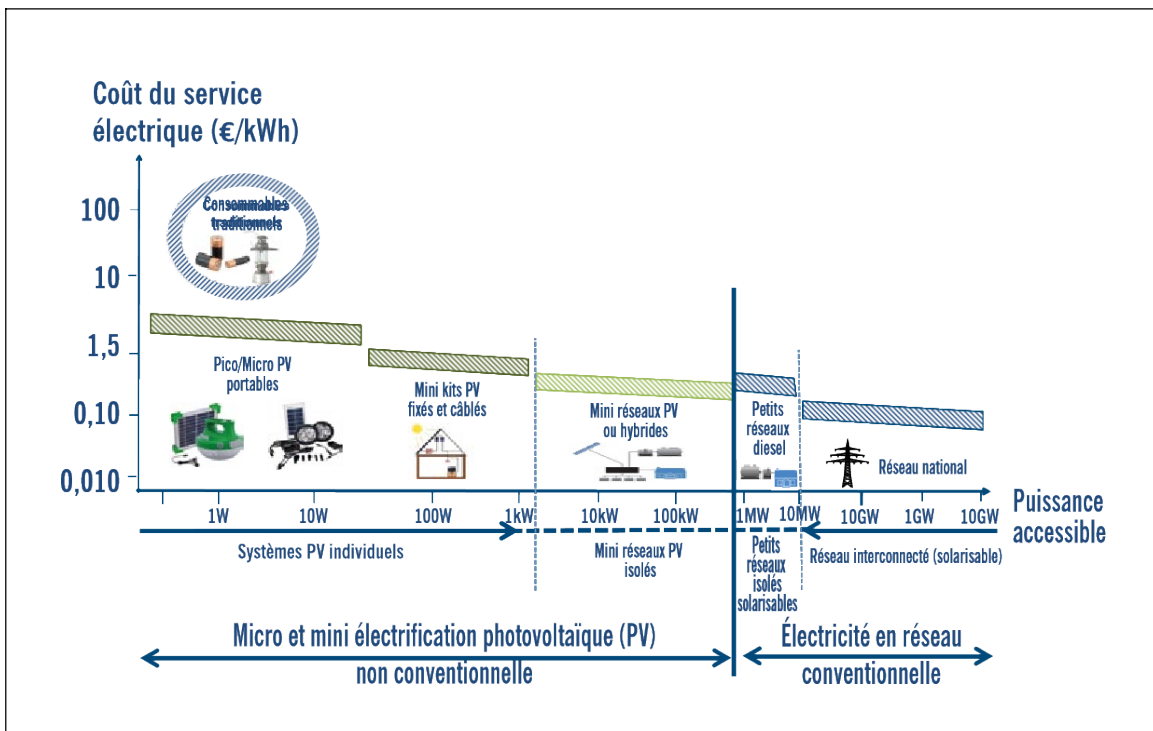 Coût du service
électrique (€/kWh)
100
10
1,5
0,10
0,010
Consommables
traditionnels
Pico/Micro PV
portables
Mini kits PV
fixés et câblés
Mini réseaux PV
ou hybrides
Petits
réseaux
diesel
Réseau national
1W
10W
100W
1kW
10kW
100kW
1MW
10MW
10GW
1GW
10GW
Puissance
accessible
Systèmes PV individuels
Mini réseaux PV
isolés
Petits
réseaux
isolés
solarisables
Réseau interconnecté (solarisable)
Micro et mini électrification photovoltaïque (PV)
non conventionnelle
Électricité en réseau
conventionnelle